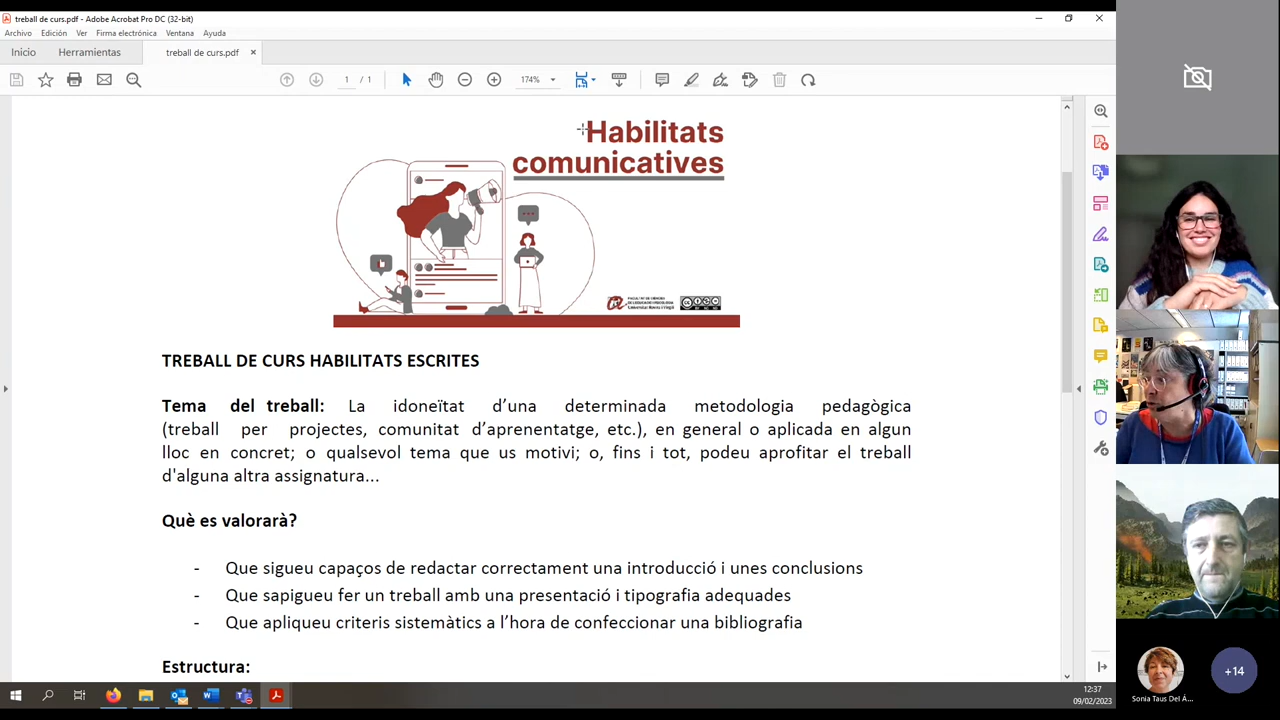 treball de curs.pdf - Adobe Acrobat Pro DC (32-bit)
Archivo Edición Ver Firma electrónica Ventana Ayuda
Inicio Herramientas treball de curs.pdf ×
1 / 1 174%
Habilitats
comunicatives
TREBALL DE CURS HABILITATS ESCRITES
Tema del treball: La idoneïtat d’una determinada metodologia pedagògica
(treball per projectes, comunitat d’aprenentatge, etc.), en general o aplicada en algun
lloc en concret; o qualsevol tema que us motivi; o, fins i tot, podeu aprofitar el treball
d'alguna altra assignatura...
Què es valorarà?
- Que sigueu capaços de redactar correctament una introducció i unes conclusions
- Que sapigueu fer un treball amb una presentació i tipografia adequades
- Que apliqueu criteris sistemàtics a l’hora de confeccionar una bibliografia
Estructura:
+14
Sonia Taus Del Á...
12:37
09/02/2023